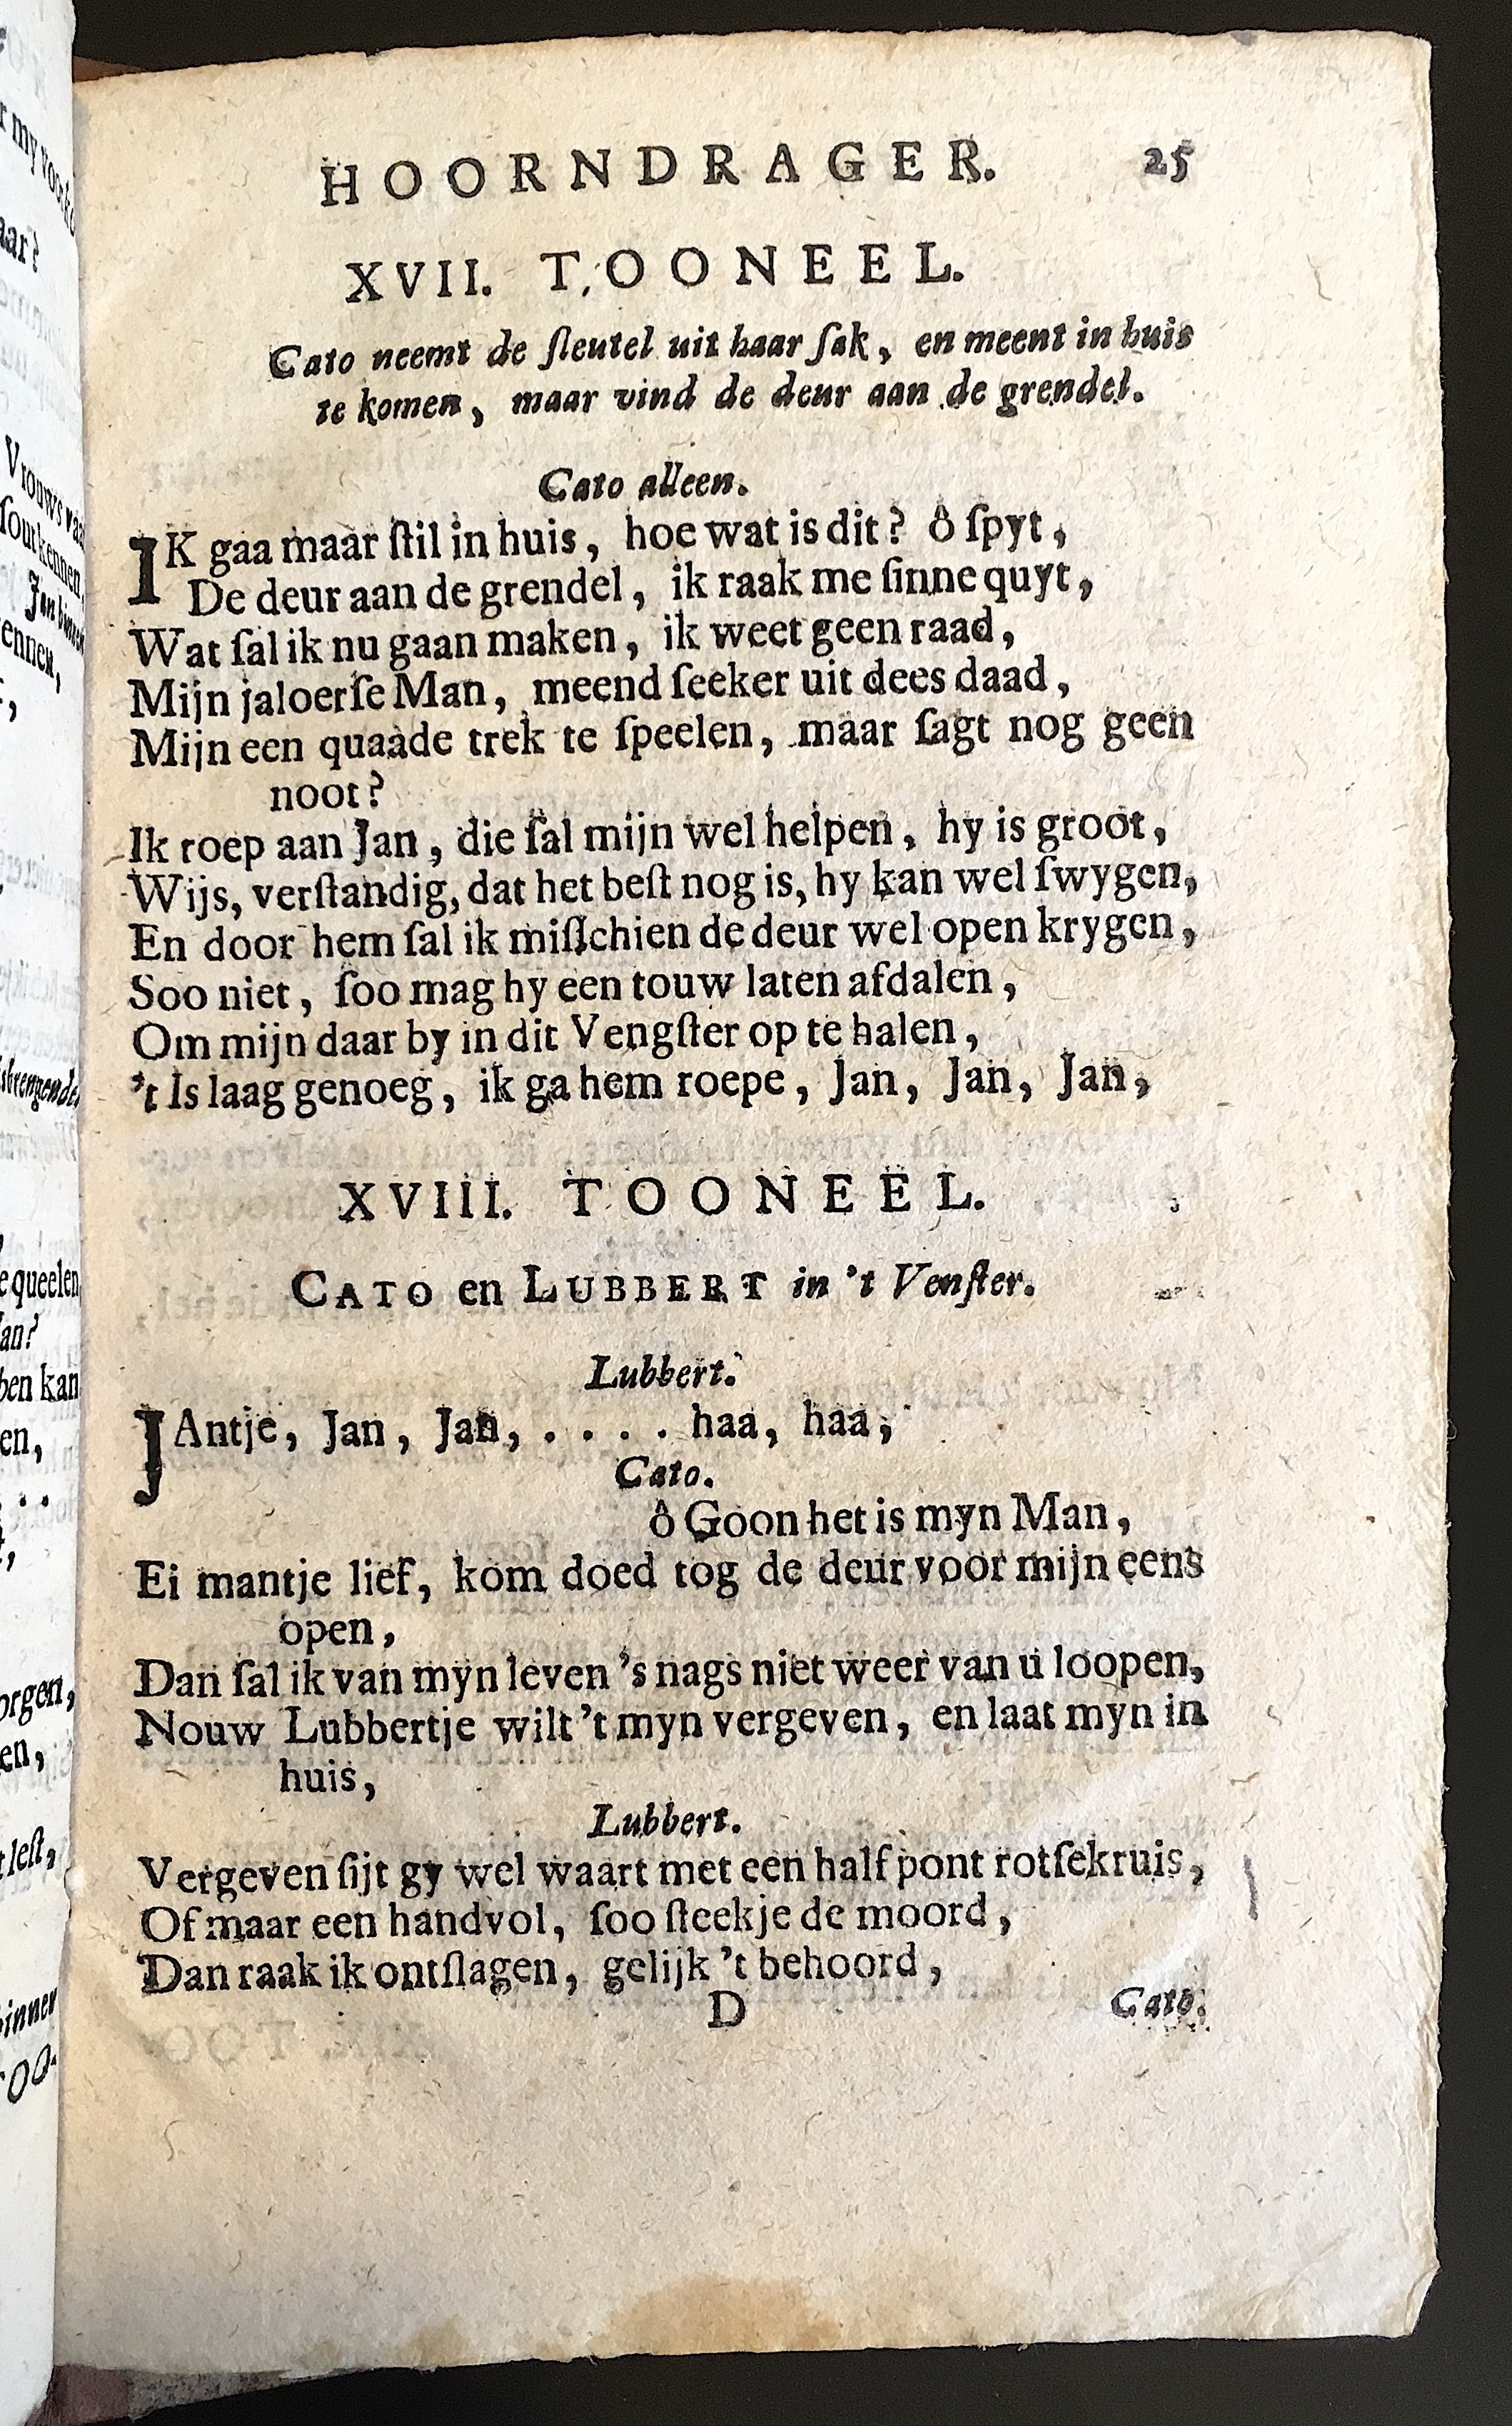 HOORNDRAGER. 25
XVII. TOONEEL.
Cato neemt de ſleutel uit haar ſak, en meent in huis
te komen, maar vind de deur aan de grendel.
Cato alleen.
IK gaa maar ſtil in huis, hoe wat is dit? ô ſpyt,
De deur aan de grendel, ik raak me ſinne quyt,
Wat ſal ik nu gaan maken, ik weet geen raad,
Mijn jaloerſe Man, meend ſeeker uit dees daad,
Mijn een quaade trek te ſpeelen, maar ſagt nog geen
noot?
Ik roep aan Jan, die ſal mijn wel helpen, hy is groot,
Wijs, verſtandig, dat het beſt nog is, hy kan wel ſwygen,
En door hem ſal ik miſſchien de deur wel open krygen,
Soo niet, ſoo mag hy een touw laten afdalen,
Om mijn daar by in dit Vengſter op te halen,
't Is laag genoeg, ik ga hem roepe, Jan, Jan, Jan,
XVIII. TOONEEL.
CATO en LUBBERT in 't Venſter.
Lubbert.
JAntje, Jan, Jan, . . . . haa, haa,
Cato.
ô Goon het is myn Man,
Ei mantje lief, kom doed tog de deur voor mijn eens
open,
Dan ſal ik van myn leven 's nags niet weer van u loopen,
Nouw Lubbertje wilt 't myn vergeven, en laat myn in
huis,
Lubbert.
Vergeven ſijt gy wel waart met een half pont rotſekruis,
Of maar een handvol, ſoo ſteekje de moord,
Dan raak ik ontſlagen, gelijk 't behoord,
D Cato.